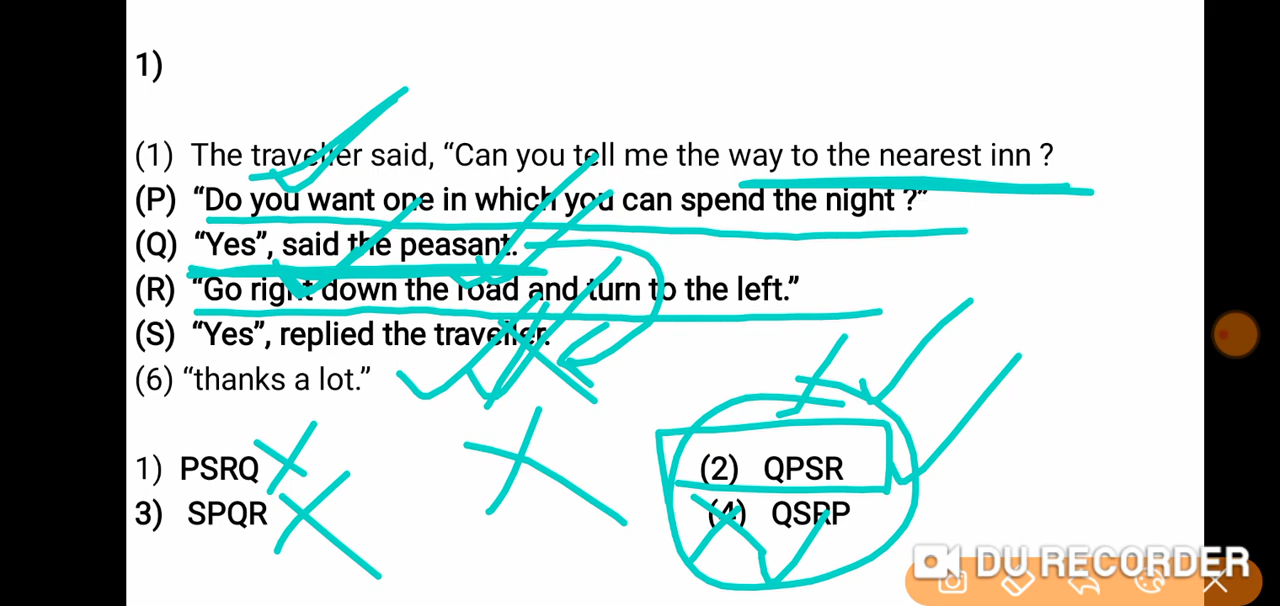 1)
(1) The traveller said, “Can you tell me the way to the nearest inn ?
(P) “Do you want one in which you can spend the night ?”
(Q) “Yes”, said the peasant.
(R) “Go right down the road and turn to the left.”
(S) “Yes”, replied the traveller.
(6) “thanks a lot.”
1) PSRQ (2) QPSR
3) SPQR (4) QSRP
DU RECORDER